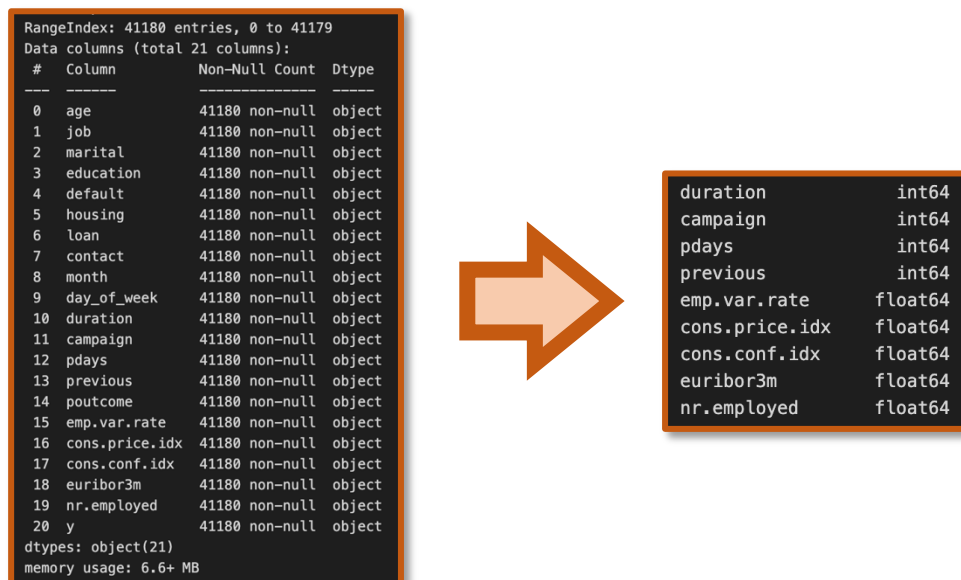 RangeIndex: 41180 entries, 0 to 41179
Data columns (total 21 columns):
# Column Non-Null Count Dtype
--- ------ -------------- -----
0 age 41180 non-null object
1 job 41180 non-null object
2 marital 41180 non-null object
3 education 41180 non-null object
4 default 41180 non-null object
5 housing 41180 non-null object
6 loan 41180 non-null object
7 contact 41180 non-null object
8 month 41180 non-null object
9 day_of_week 41180 non-null object
10 duration 41180 non-null object
11 campaign 41180 non-null object
12 pdays 41180 non-null object
13 previous 41180 non-null object
14 poutcome 41180 non-null object
15 emp.var.rate 41180 non-null object
16 cons.price.idx 41180 non-null object
17 cons.conf.idx 41180 non-null object
18 euribor3m 41180 non-null object
19 nr.employed 41180 non-null object
20 y 41180 non-null object
dtypes: object(21)
memory usage: 6.6+ MB
duration int64
campaign int64
pdays int64
previous int64
emp.var.rate float64
cons.price.idx float64
cons.conf.idx float64
euribor3m float64
nr.employed float64